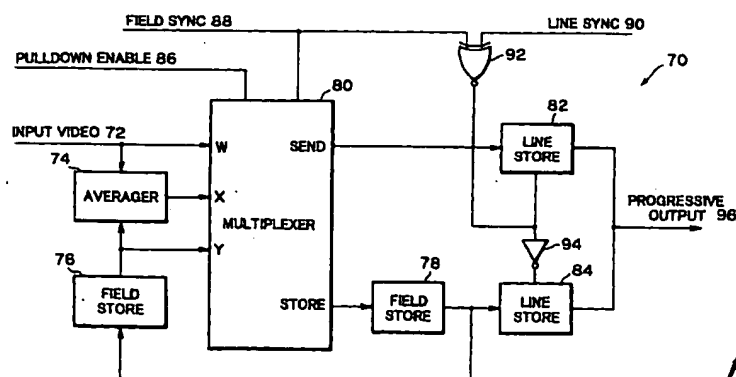 FIELD SYNC 88
LINE SYNC 90
92
PULLDOWN ENABLE 86
70
80
82
INPUT VIDEO 72
W
SEND
LINE STORE
74
AVERAGER
X
MULTIPLEXER
PROGRESSIVE OUTPUT 96
Y
94
76
FIELD STORE
78
84
STORE
FIELD STORE
LINE STORE